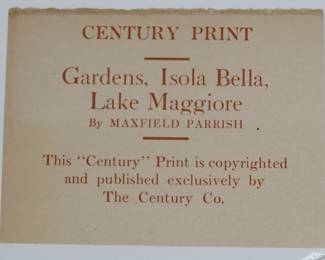 CENTURY PRINT
Gardens, Isola Bella,
Lake Maggiore
By MAXFIELD PARRISH
This "Century" Print is copyrighted
and published exclusively by
The Century Co.